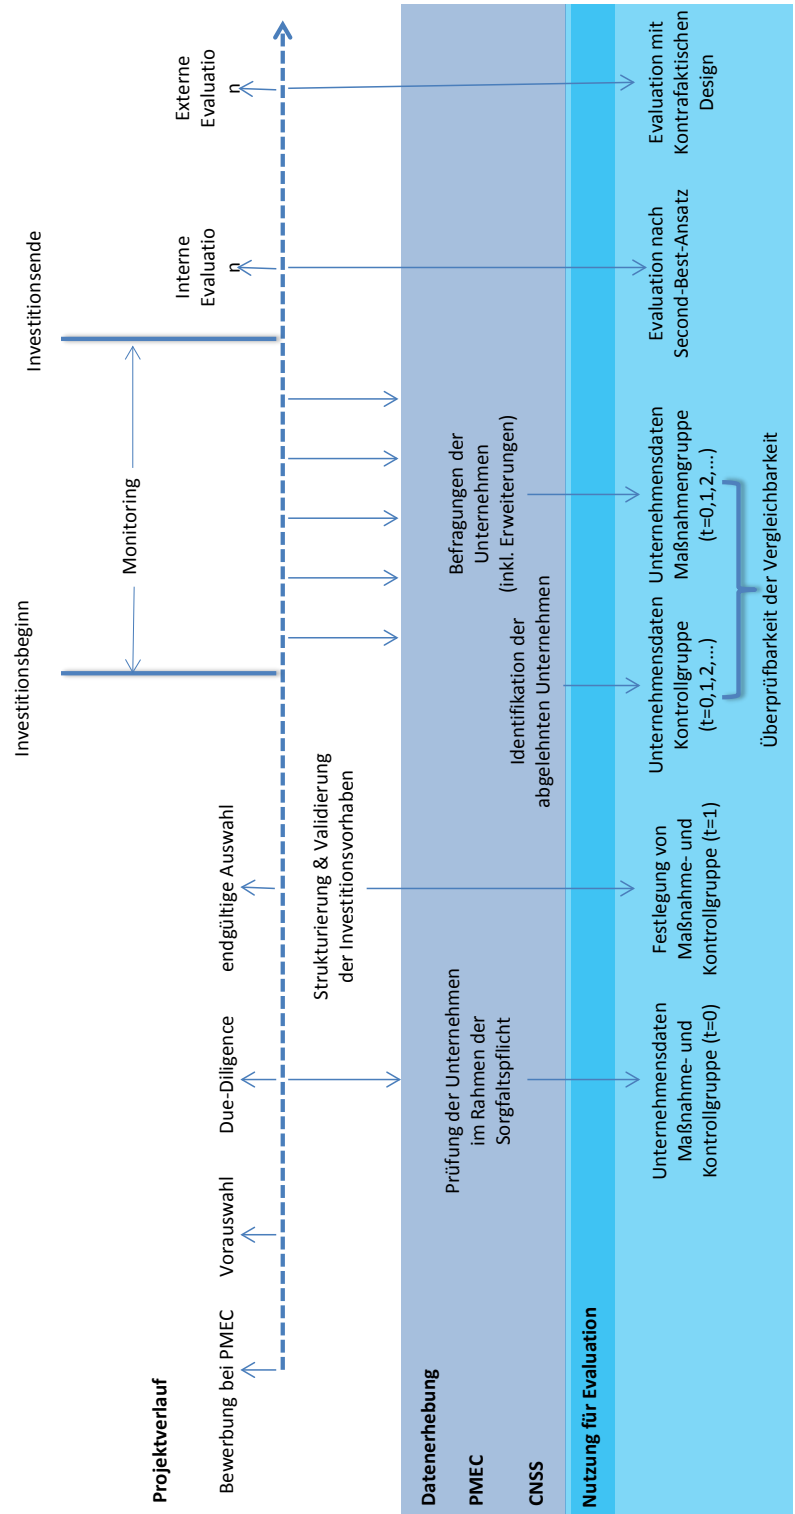 Investitionsbeginn
Investitionsende
Monitoring
Projektverlauf
Bewerbung bei PMEC
Vorauswahl
Due-Diligence
endgültige Auswahl
Interne
Evaluatio
n
Externe
Evaluatio
n
Strukturierung & Validierung
der Investitionsvorhaben
Datenerhebung
PMEC
CNSS
Prüfung der Unternehmen
im Rahmen der
Sorgfaltspflicht
Identifikation der
abgelehnten Unternehmen
Befragungen der
Unternehmen
(inkl. Erweiterungen)
Nutzung für Evaluation
Unternehmensdaten
Maßnahme- und
Kontrollgruppe (t=0)
Festlegung von
Maßnahme- und
Kontrollgruppe (t=1)
Unternehmensdaten
Kontrollgruppe
(t=0,1,2,...)
Unternehmensdaten
Maßnahmengruppe
(t=0,1,2,...)
Überprüfbarkeit der Vergleichbarkeit
Evaluation nach
Second-Best-Ansatz
Evaluation mit
Kontrafaktischen
Design